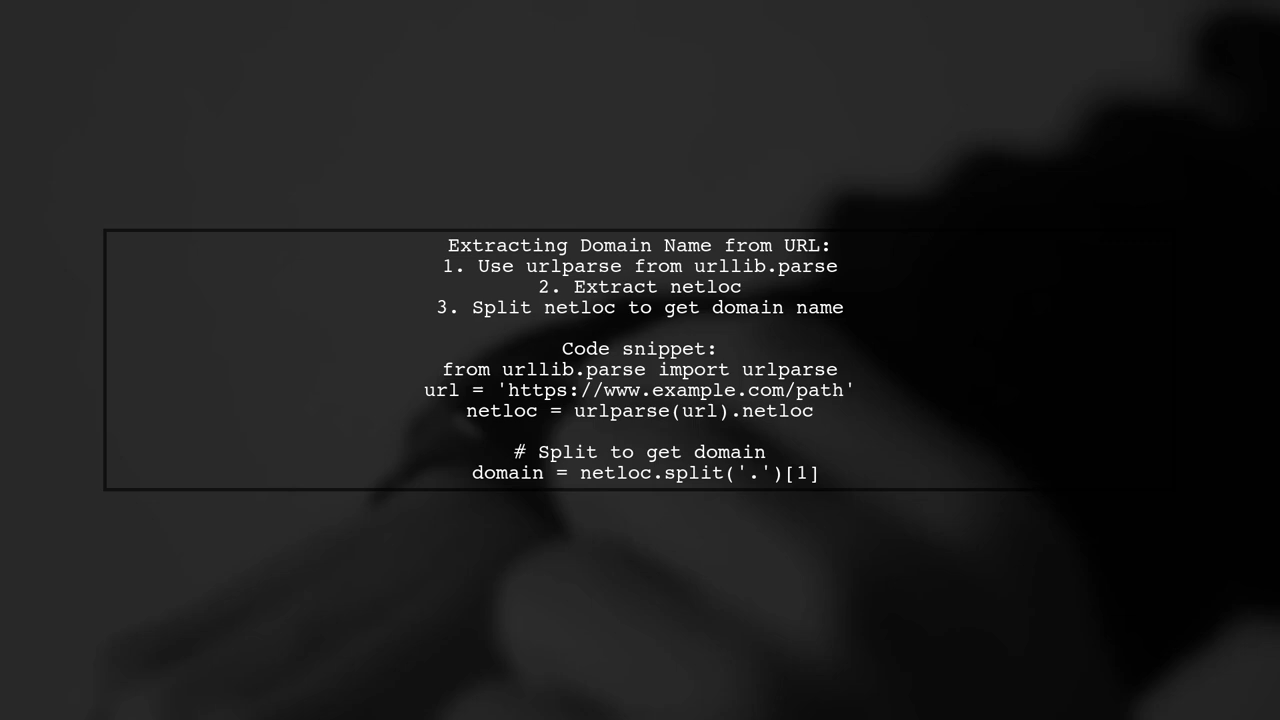 Extracting Domain Name from URL:
1. Use urlparse from urllib.parse
2. Extract netloc
3. Split netloc to get domain name
Code snippet:
from urllib.parse import urlparse
url = 'https://www.example.com/path'
netloc = urlparse(url).netloc
# Split to get domain
domain = netloc.split('.')[1]